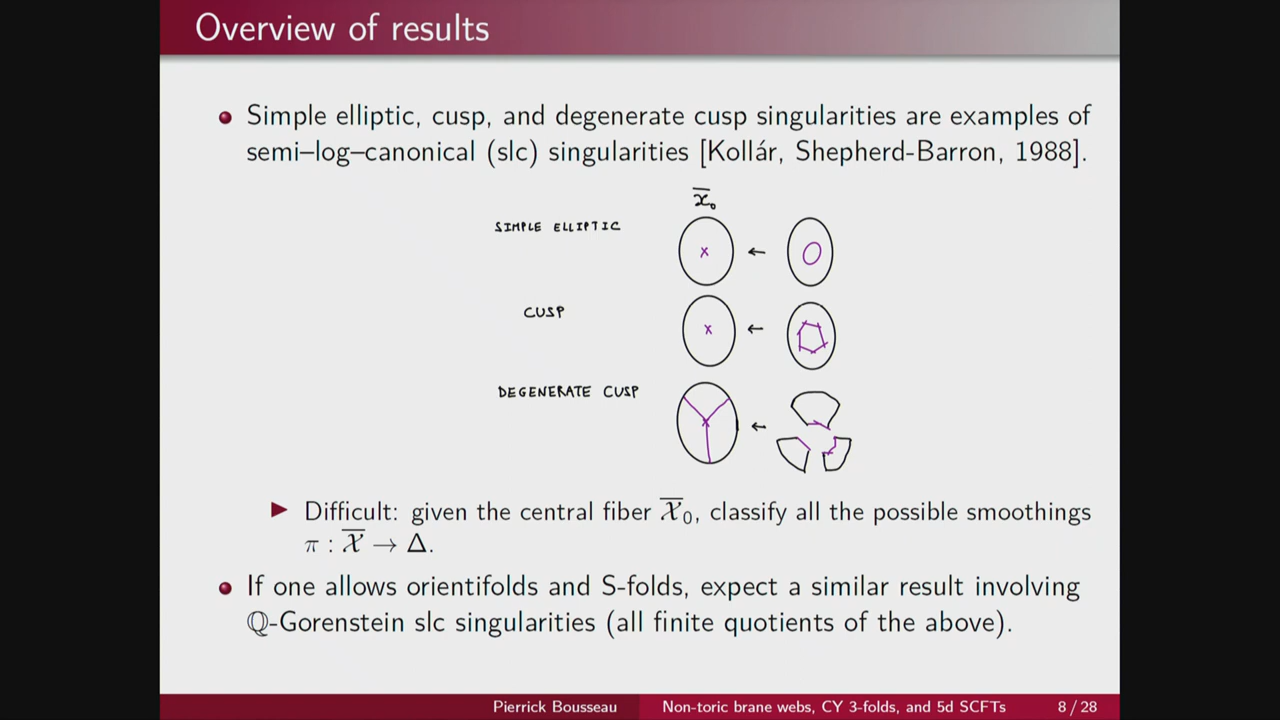 Overview of results
Simple elliptic, cusp, and degenerate cusp singularities are examples of
semi–log–canonical (slc) singularities [Kollár, Shepherd-Barron, 1988].
𝒳̅₀
SIMPLE ELLIPTIC
CUSP
DEGENERATE CUSP
Difficult: given the central fiber 𝒳̅₀, classify all the possible smoothings
π : 𝒳̅ → Δ.
If one allows orientifolds and S-folds, expect a similar result involving
ℚ-Gorenstein slc singularities (all finite quotients of the above).
Pierrick Bousseau Non-toric brane webs, CY 3-folds, and 5d SCFTs 8 / 28